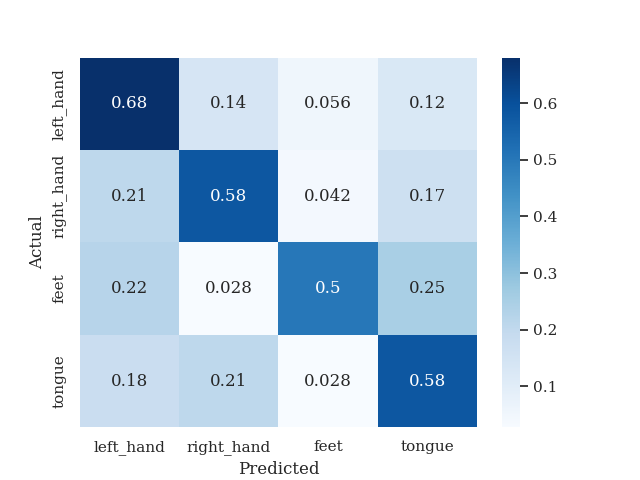 left_hand 0.68 0.14 0.056 0.12
right_hand 0.21 0.58 0.042 0.17
feet 0.22 0.028 0.5 0.25
tongue 0.18 0.21 0.028 0.58
Actual
left_hand right_hand feet tongue
Predicted
0.6
0.5
0.4
0.3
0.2
0.1